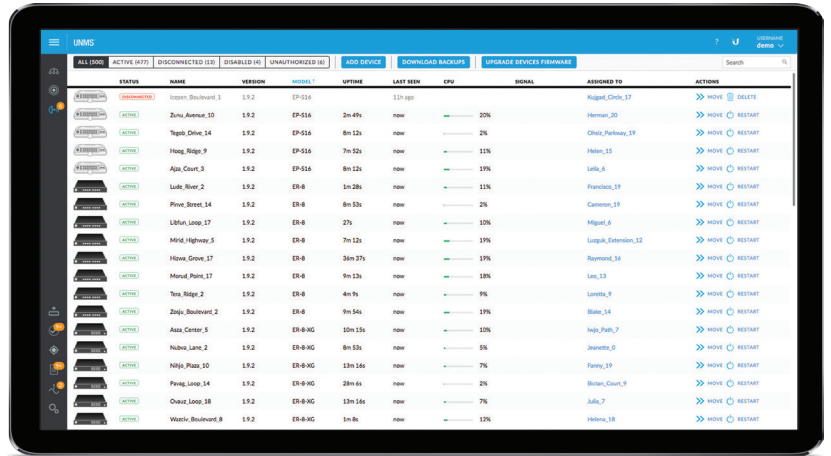 UNMS ? USERNAME
demo
ALL (500) ACTIVE (477) DISCONNECTED (13) DISABLED (4) UNAUTHORIZED (6) ADD DEVICE DOWNLOAD BACKUPS UPGRADE DEVICES FIRMWARE Search
STATUS NAME VERSION MODEL UPTIME LAST SEEN CPU SIGNAL ASSIGNED TO ACTIONS
DISCONNECTED Icepen_Boulevard_1 1.9.2 EP-S16 11h ago Kujgad_Circle_17 MOVE DELETE
ACTIVE Zunu_Avenue_10 1.9.2 EP-S16 2m 49s now 20% Herman_20 MOVE RESTART
ACTIVE Tegob_Drive_14 1.9.2 EP-S16 8m 12s now 2% Ohsiz_Parkway_19 MOVE RESTART
ACTIVE Hoog_Ridge_9 1.9.2 EP-S16 7m 52s now 11% Helen_15 MOVE RESTART
ACTIVE Ajza_Court_3 1.9.2 EP-S16 8m 12s now 19% Leila_6 MOVE RESTART
ACTIVE Lude_River_2 1.9.2 ER-8 1m 28s now 11% Francisco_19 MOVE RESTART
ACTIVE Pinve_Street_14 1.9.2 ER-8 8m 53s now 2% Cameron_19 MOVE RESTART
ACTIVE Libfun_Loop_17 1.9.2 ER-8 27s now 10% Miguel_6 MOVE RESTART
ACTIVE Mirid_Highway_5 1.9.2 ER-8 7m 12s now 19% Luzguk_Extension_12 MOVE RESTART
ACTIVE Hizwa_Grove_17 1.9.2 ER-8 36m 37s now 19% Raymond_16 MOVE RESTART
ACTIVE Morud_Point_17 1.9.2 ER-8 9m 13s now 18% Leo_13 MOVE RESTART
ACTIVE Tera_Ridge_2 1.9.2 ER-8 4m 9s now 9% Loretta_9 MOVE RESTART
ACTIVE Zosju_Boulevard_2 1.9.2 ER-8 9m 54s now 19% Blake_14 MOVE RESTART
ACTIVE Asza_Center_5 1.9.2 ER-8-XG 10m 15s now 10% Iwjo_Path_7 MOVE RESTART
ACTIVE Nubva_Lane_2 1.9.2 ER-8-XG 8m 53s now 5% Jeanette_0 MOVE RESTART
ACTIVE Nihjo_Plaza_10 1.9.2 ER-8-XG 13m 16s now 7% Fanny_19 MOVE RESTART
ACTIVE Pavag_Loop_14 1.9.2 ER-8-XG 28m 6s now 2% Bictan_Court_9 MOVE RESTART
ACTIVE Ovauz_Loop_18 1.9.2 ER-8-XG 13m 16s now 7% Julia_7 MOVE RESTART
ACTIVE Wazciv_Boulevard_8 1.9.2 ER-8-XG 1m 8s now 12% Helena_18 MOVE RESTART